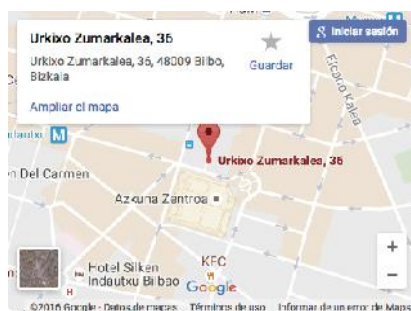 Urkixo Zumarkalea, 36
Urkixo Zumarkalea, 36, 48009 Bilbo,
Bizkaia
Guardar
Ampliar el mapa
Iniciar sesión
Kalea
M
Urkixo Zumarkalea, 36
Del Carmen
Azkuna Zentroa
Hotel Silken
Indautxu Bilbao
H
KFC
Google
+
−
©2016 Google - Datos de mapas Términos de uso Informar de un error de Maps